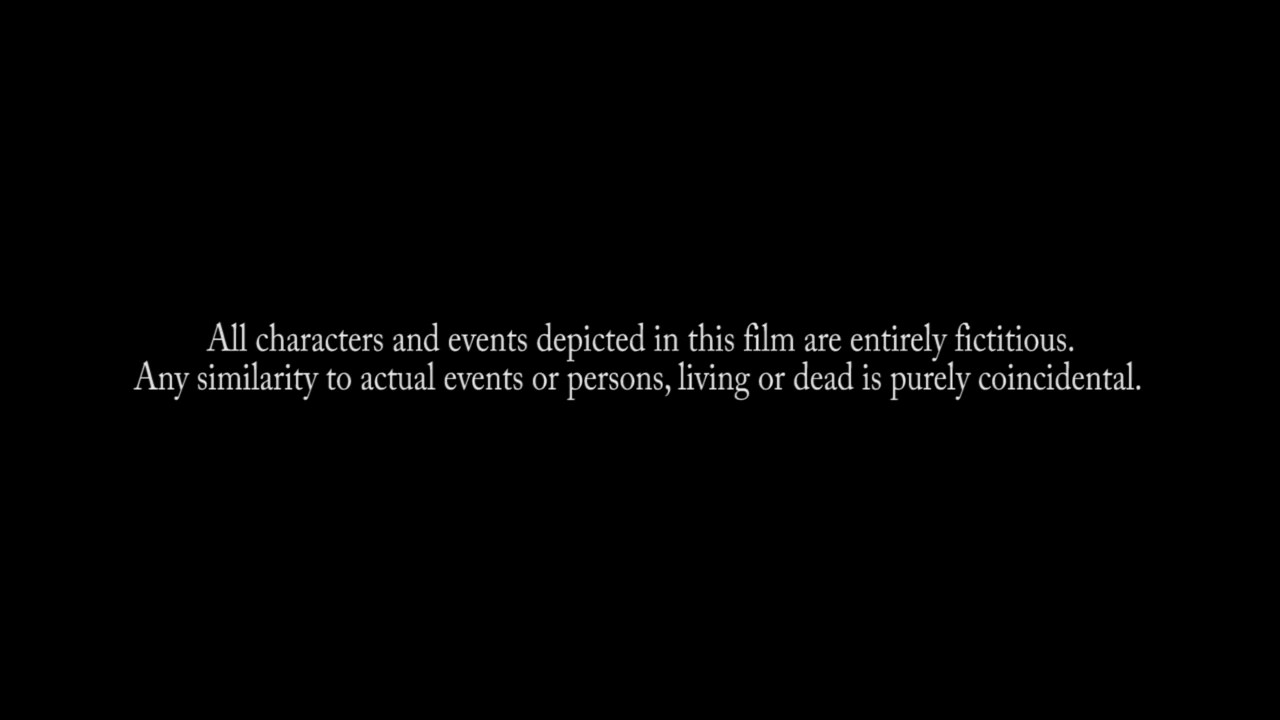 All characters and events depicted in this film are entirely fictitious.
Any similarity to actual events or persons, living or dead is purely coincidental.